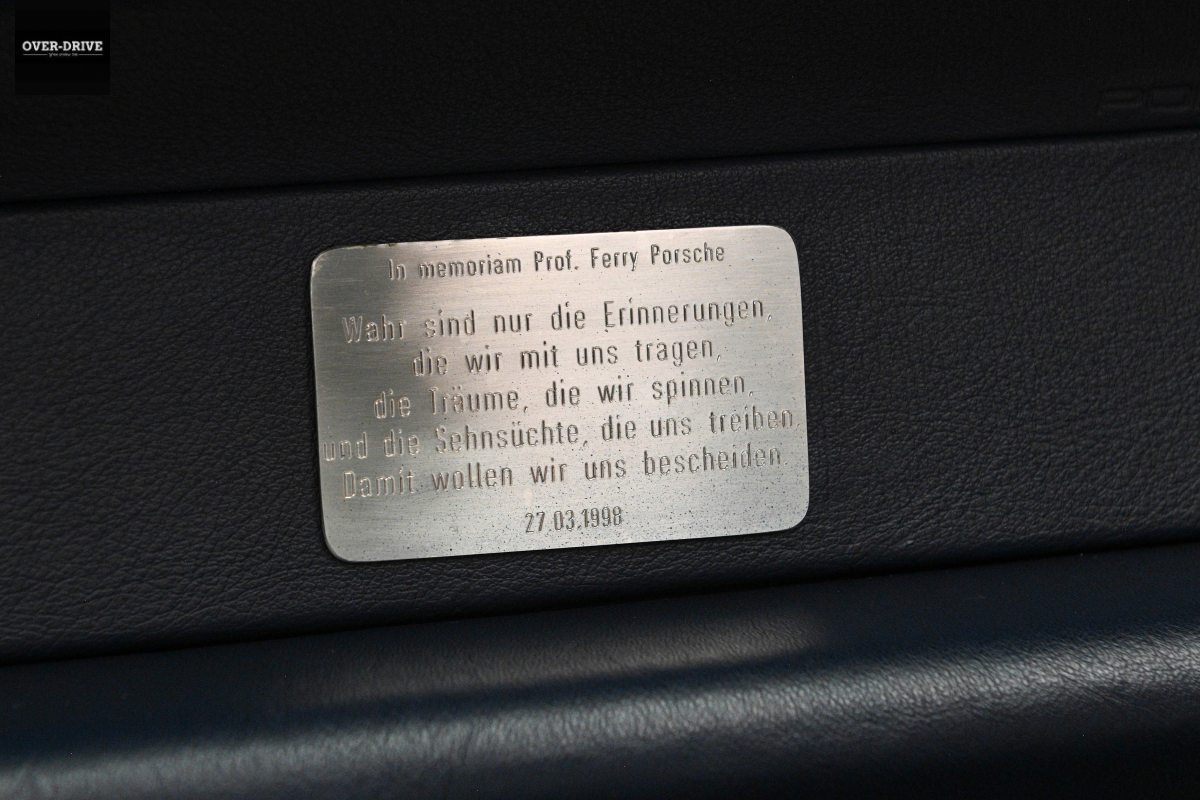 OVER-DRIVE
In memoriam Prof. Ferry Porsche
Wahr sind nur die Erinnerungen,
die wir mit uns tragen,
die Träume, die wir spinnen,
und die Sehnsüchte, die uns treiben.
Damit wollen wir uns bescheiden.
27.03.1998